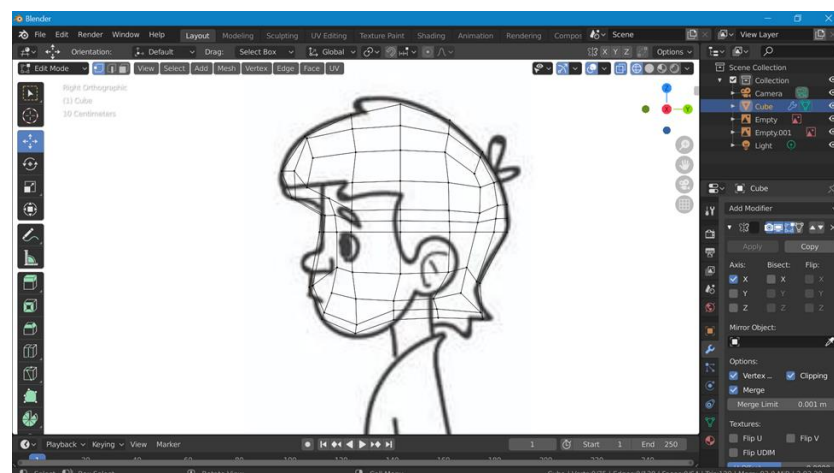 Blender
File Edit Render Window Help Layout Modeling Sculpting UV Editing Texture Paint Shading Animation Rendering Compos Scene View Layer
Orientation: Default Drag: Select Box Global X Y Z Options
Edit Mode View Select Add Mesh Vertex Edge Face UV
Right Orthographic
(1) Cube
10 Centimeters
Z
Y
Scene Collection
Collection
Camera
Cube
Empty
Empty.001
Light
Cube
Add Modifier
Apply Copy
Axis: Bisect: Flip:
X X X
Y Y Y
Z Z Z
Mirror Object:
Options:
Vertex ... Clipping
Merge
Merge Limit 0.001 m
Textures:
Flip U Flip V
Flip UDIM
Playback Keying View Marker
1 Start 1 End 250